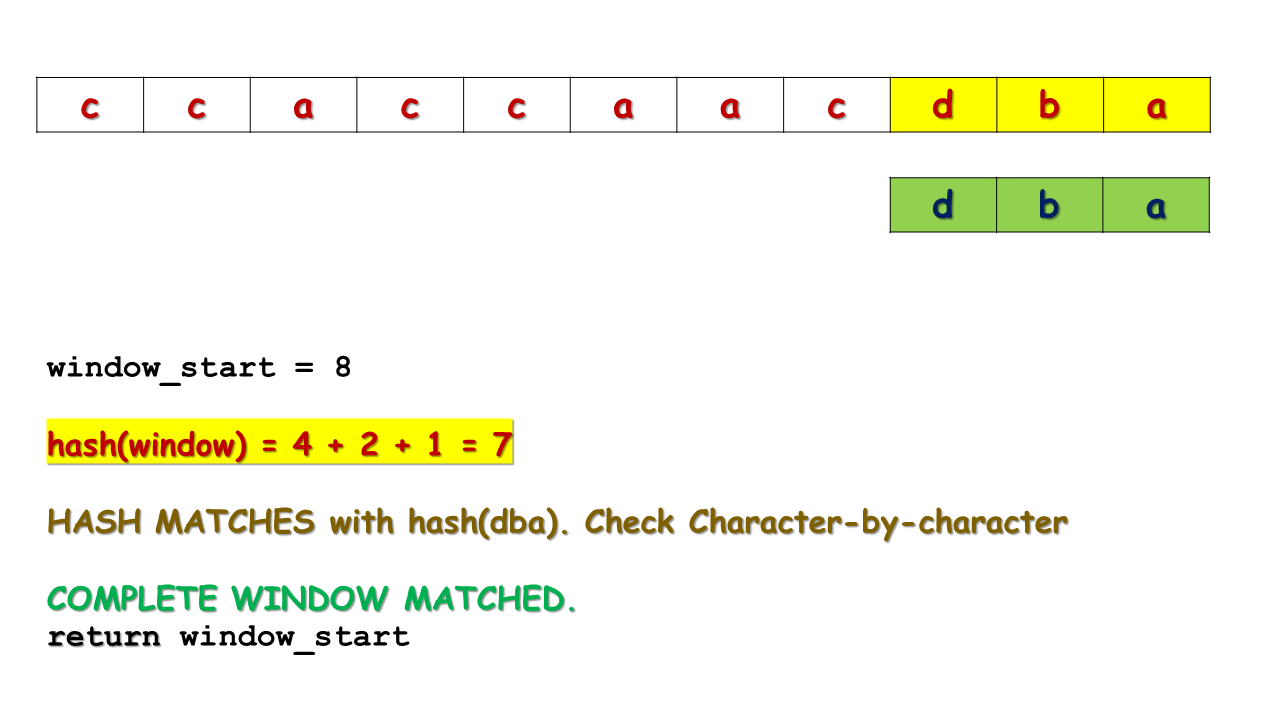 c c a c c a a c d b a
d b a
window_start = 8
hash(window) = 4 + 2 + 1 = 7
HASH MATCHES with hash(dba). Check Character-by-character
COMPLETE WINDOW MATCHED.
return window_start